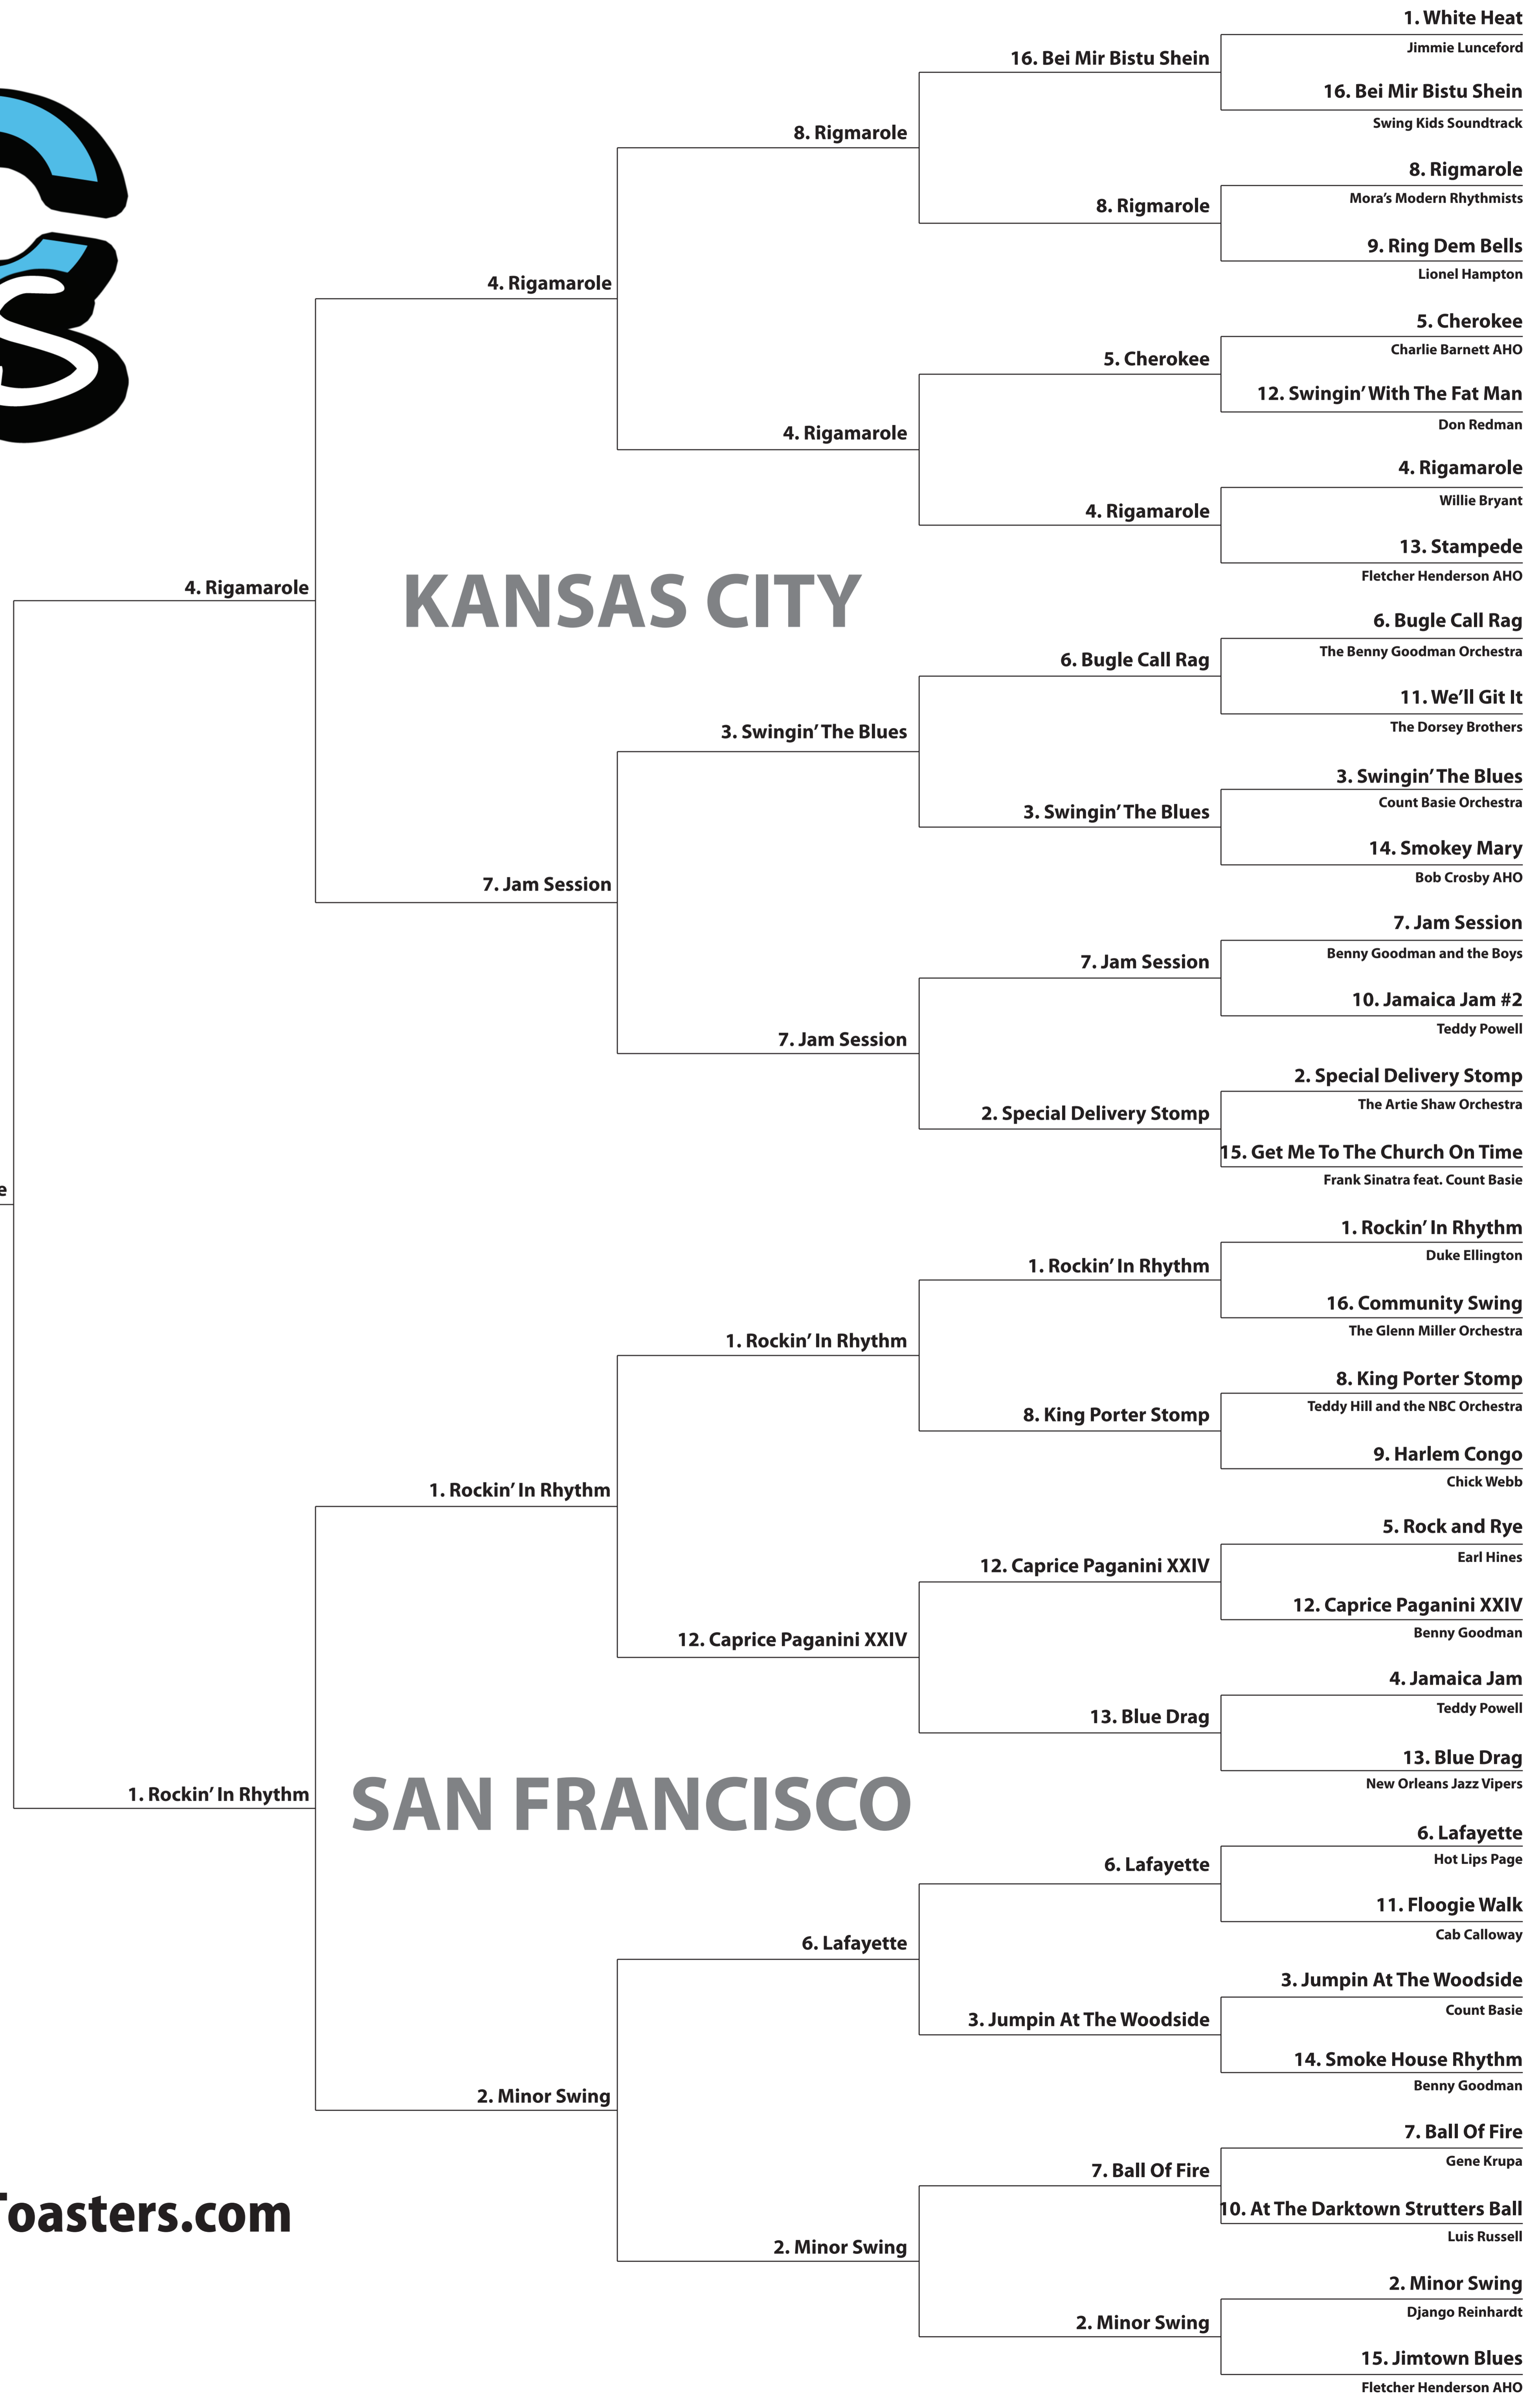 1. White Heat
Jimmie Lunceford
16. Bei Mir Bistu Shein
16. Bei Mir Bistu Shein
Swing Kids Soundtrack
8. Rigmarole
8. Rigmarole
Mora’s Modern Rhythmists
8. Rigmarole
9. Ring Dem Bells
Lionel Hampton
4. Rigamarole
5. Cherokee
Charlie Barnett AHO
5. Cherokee
12. Swingin’ With The Fat Man
Don Redman
4. Rigamarole
4. Rigamarole
Willie Bryant
4. Rigamarole
13. Stampede
Fletcher Henderson AHO
4. Rigamarole
KANSAS CITY
6. Bugle Call Rag
The Benny Goodman Orchestra
6. Bugle Call Rag
11. We’ll Git It
The Dorsey Brothers
3. Swingin’ The Blues
3. Swingin’ The Blues
Count Basie Orchestra
3. Swingin’ The Blues
14. Smokey Mary
Bob Crosby AHO
7. Jam Session
7. Jam Session
Benny Goodman and the Boys
7. Jam Session
10. Jamaica Jam #2
Teddy Powell
7. Jam Session
2. Special Delivery Stomp
The Artie Shaw Orchestra
2. Special Delivery Stomp
15. Get Me To The Church On Time
Frank Sinatra feat. Count Basie
e
1. Rockin’ In Rhythm
Duke Ellington
1. Rockin’ In Rhythm
16. Community Swing
The Glenn Miller Orchestra
1. Rockin’ In Rhythm
8. King Porter Stomp
Teddy Hill and the NBC Orchestra
8. King Porter Stomp
9. Harlem Congo
Chick Webb
1. Rockin’ In Rhythm
5. Rock and Rye
Earl Hines
12. Caprice Paganini XXIV
12. Caprice Paganini XXIV
Benny Goodman
12. Caprice Paganini XXIV
4. Jamaica Jam
Teddy Powell
13. Blue Drag
13. Blue Drag
New Orleans Jazz Vipers
1. Rockin’ In Rhythm
SAN FRANCISCO
6. Lafayette
Hot Lips Page
6. Lafayette
11. Floogie Walk
Cab Calloway
6. Lafayette
3. Jumpin At The Woodside
Count Basie
3. Jumpin At The Woodside
14. Smoke House Rhythm
Benny Goodman
2. Minor Swing
7. Ball Of Fire
Gene Krupa
7. Ball Of Fire
10. At The Darktown Strutters Ball
Luis Russell
2. Minor Swing
2. Minor Swing
Django Reinhardt
2. Minor Swing
15. Jimtown Blues
Fletcher Henderson AHO
oasters.com